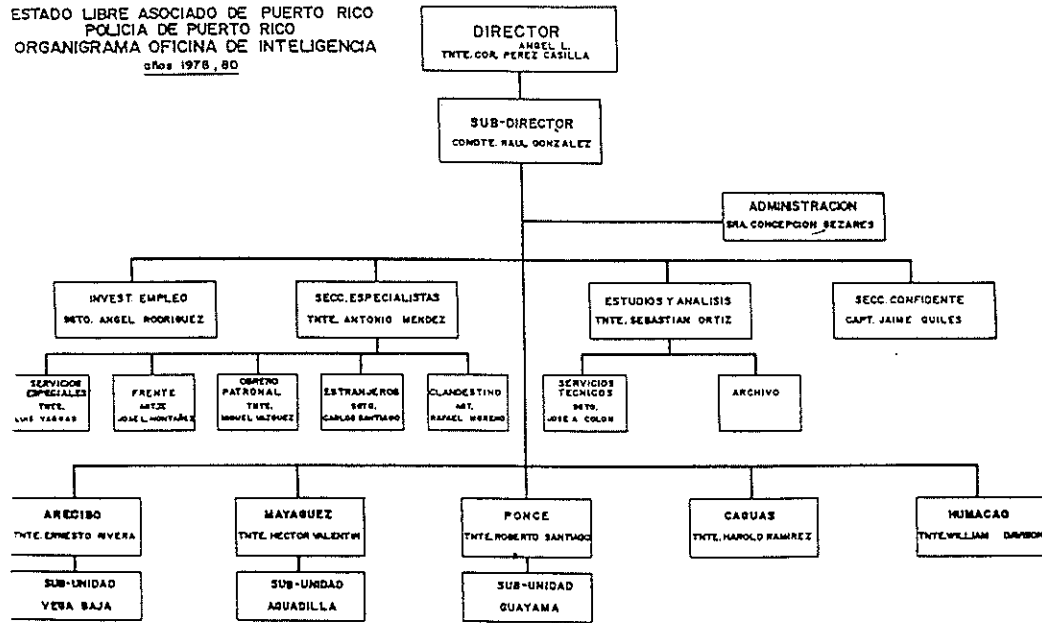 ESTADO LIBRE ASOCIADO DE PUERTO RICO
POLICIA DE PUERTO RICO
ORGANIGRAMA OFICINA DE INTELIGENCIA
años 1978, 80
DIRECTOR
ANGEL L.
TNTE. COR. PEREZ CASILLA
SUB-DIRECTOR
COMDTE. RAUL GONZALEZ
ADMINISTRACION
SRA. CONCEPCION BEZARES
INVEST. EMPLEO
SGTO. ANGEL RODRIGUEZ
SECC. ESPECIALISTAS
TNTE. ANTONIO MENDEZ
ESTUDIOS Y ANALISIS
TNTE. SEBASTIAN ORTIZ
SECC. CONFIDENTE
CAPT. JAIME QUILES
SERVICIOS
ESPECIALES
TNTE.
LUIS VARGAS
FRENTE
JOSE L. MONTAÑEZ
OBRERO
PATRONAL
TNTE.
MIGUEL VAZQUEZ
ESTRANJEROS
SGTO.
CARLOS SANTIAGO
CLANDESTINO
AGT.
RAFAEL MORENO
SERVICIOS
TECNICOS
SGTO.
JOSE A. COLON
ARCHIVO
ARECIBO
TNTE. ERNESTO RIVERA
MAYAGUEZ
TNTE. HECTOR VALENTIN
PONCE
TNTE. ROBERTO SANTIAGO
CAGUAS
TNTE. HAROLD RAMIREZ
HUMACAO
TNTE. WILLIAM
SUB-UNIDAD
VEGA BAJA
SUB-UNIDAD
AGUADILLA
SUB-UNIDAD
GUAYAMA